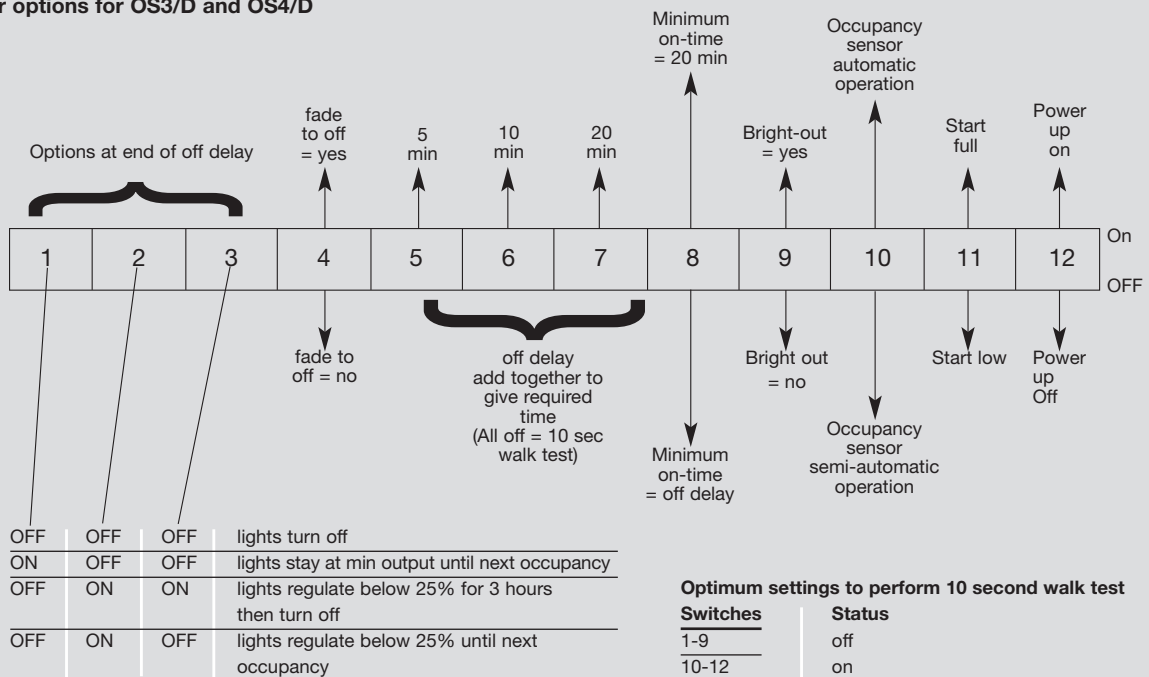 r options for OS3/D and OS4/D
Minimum
on-time
= 20 min
Occupancy
sensor
automatic
operation
Options at end of off delay
fade
to off
= yes
5
min
10
min
20
min
Bright-out
= yes
Start
full
Power
up
on
1 2 3 4 5 6 7 8 9 10 11 12
On
OFF
fade to
off = no
off delay
add together to
give required
time
(All off = 10 sec
walk test)
Minimum
on-time
= off delay
Bright out
= no
Occupancy
sensor
semi-automatic
operation
Start low
Power
up
Off
OFF OFF OFF lights turn off
ON OFF OFF lights stay at min output until next occupancy
OFF ON ON lights regulate below 25% for 3 hours
then turn off
OFF ON OFF lights regulate below 25% until next
occupancy
Optimum settings to perform 10 second walk test
Switches Status
1-9 off
10-12 on